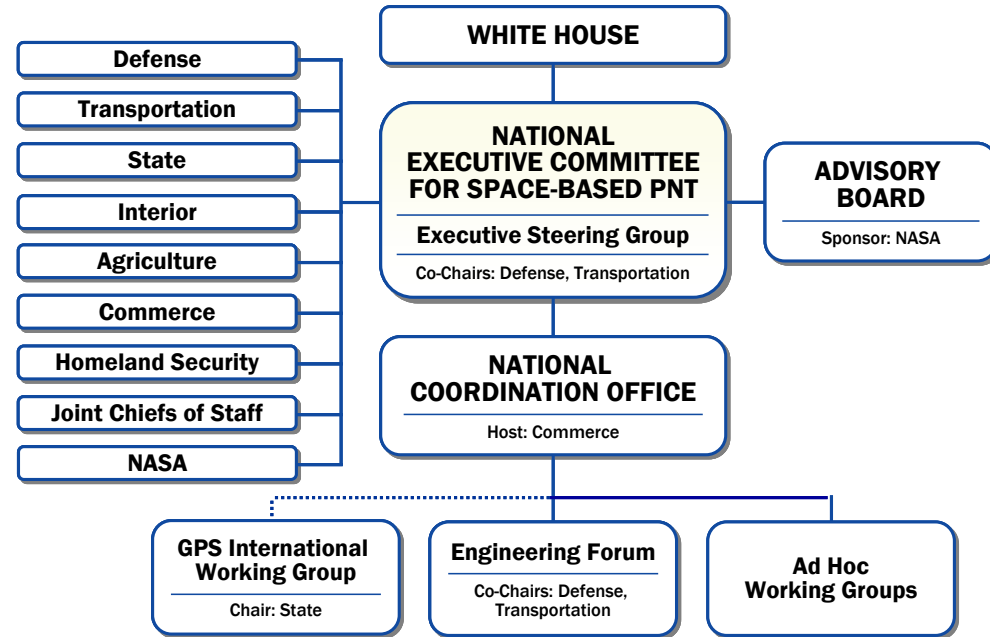 WHITE HOUSE
Defense
Transportation
State
Interior
Agriculture
Commerce
Homeland Security
Joint Chiefs of Staff
NASA
NATIONAL
EXECUTIVE COMMITTEE
FOR SPACE-BASED PNT
Executive Steering Group
Co-Chairs: Defense, Transportation
ADVISORY
BOARD
Sponsor: NASA
NATIONAL
COORDINATION OFFICE
Host: Commerce
GPS International
Working Group
Chair: State
Engineering Forum
Co-Chairs: Defense,
Transportation
Ad Hoc
Working Groups